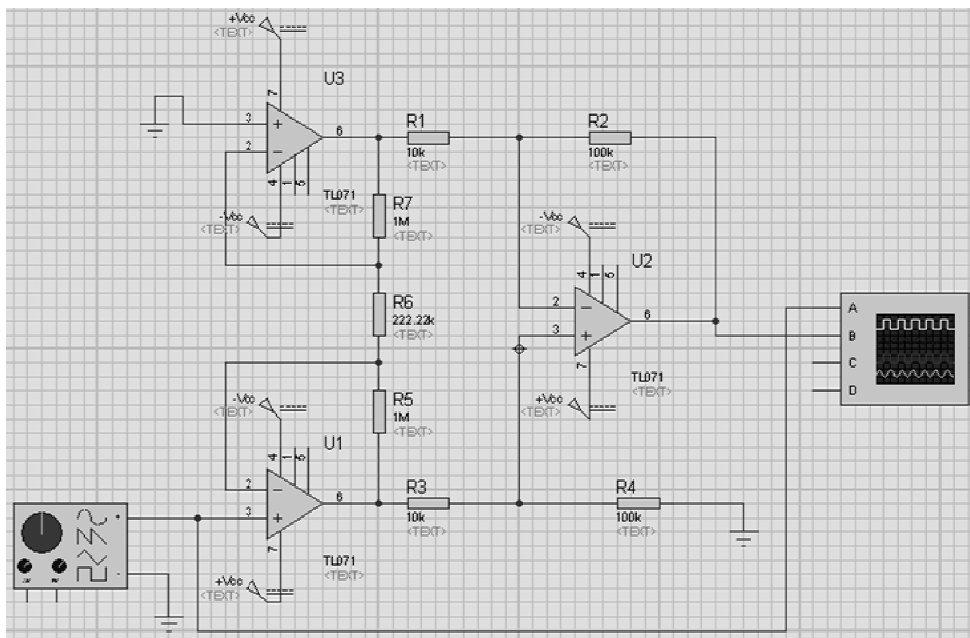 +Vcc
<TEXT>
U3
7
3
+
6
2
−
4
1
5
TL071
<TEXT>
-Vcc
<TEXT>
R1
10k
<TEXT>
R2
100k
<TEXT>
R7
1M
<TEXT>
-Vcc
<TEXT>
4
1
5
U2
2
−
3
+
6
7
TL071
<TEXT>
+Vcc
<TEXT>
R6
222.22k
<TEXT>
A
B
C
D
R5
1M
<TEXT>
-Vcc
<TEXT>
4
1
5
U1
2
−
3
+
6
7
TL071
<TEXT>
+Vcc
<TEXT>
R3
10k
<TEXT>
R4
100k
<TEXT>
+
-